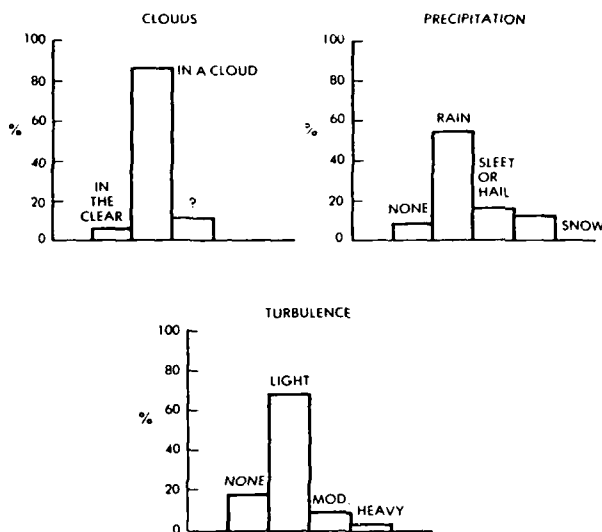 CLOUDS
100
80
60
%
40
20
0
IN
THE
CLEAR
IN A CLOUD
?
PRECIPITATION
100
80
60
%
40
20
0
NONE
RAIN
SLEET
OR
HAIL
SNOW
TURBULENCE
100
80
60
%
40
20
0
NONE
LIGHT
MOD.
HEAVY